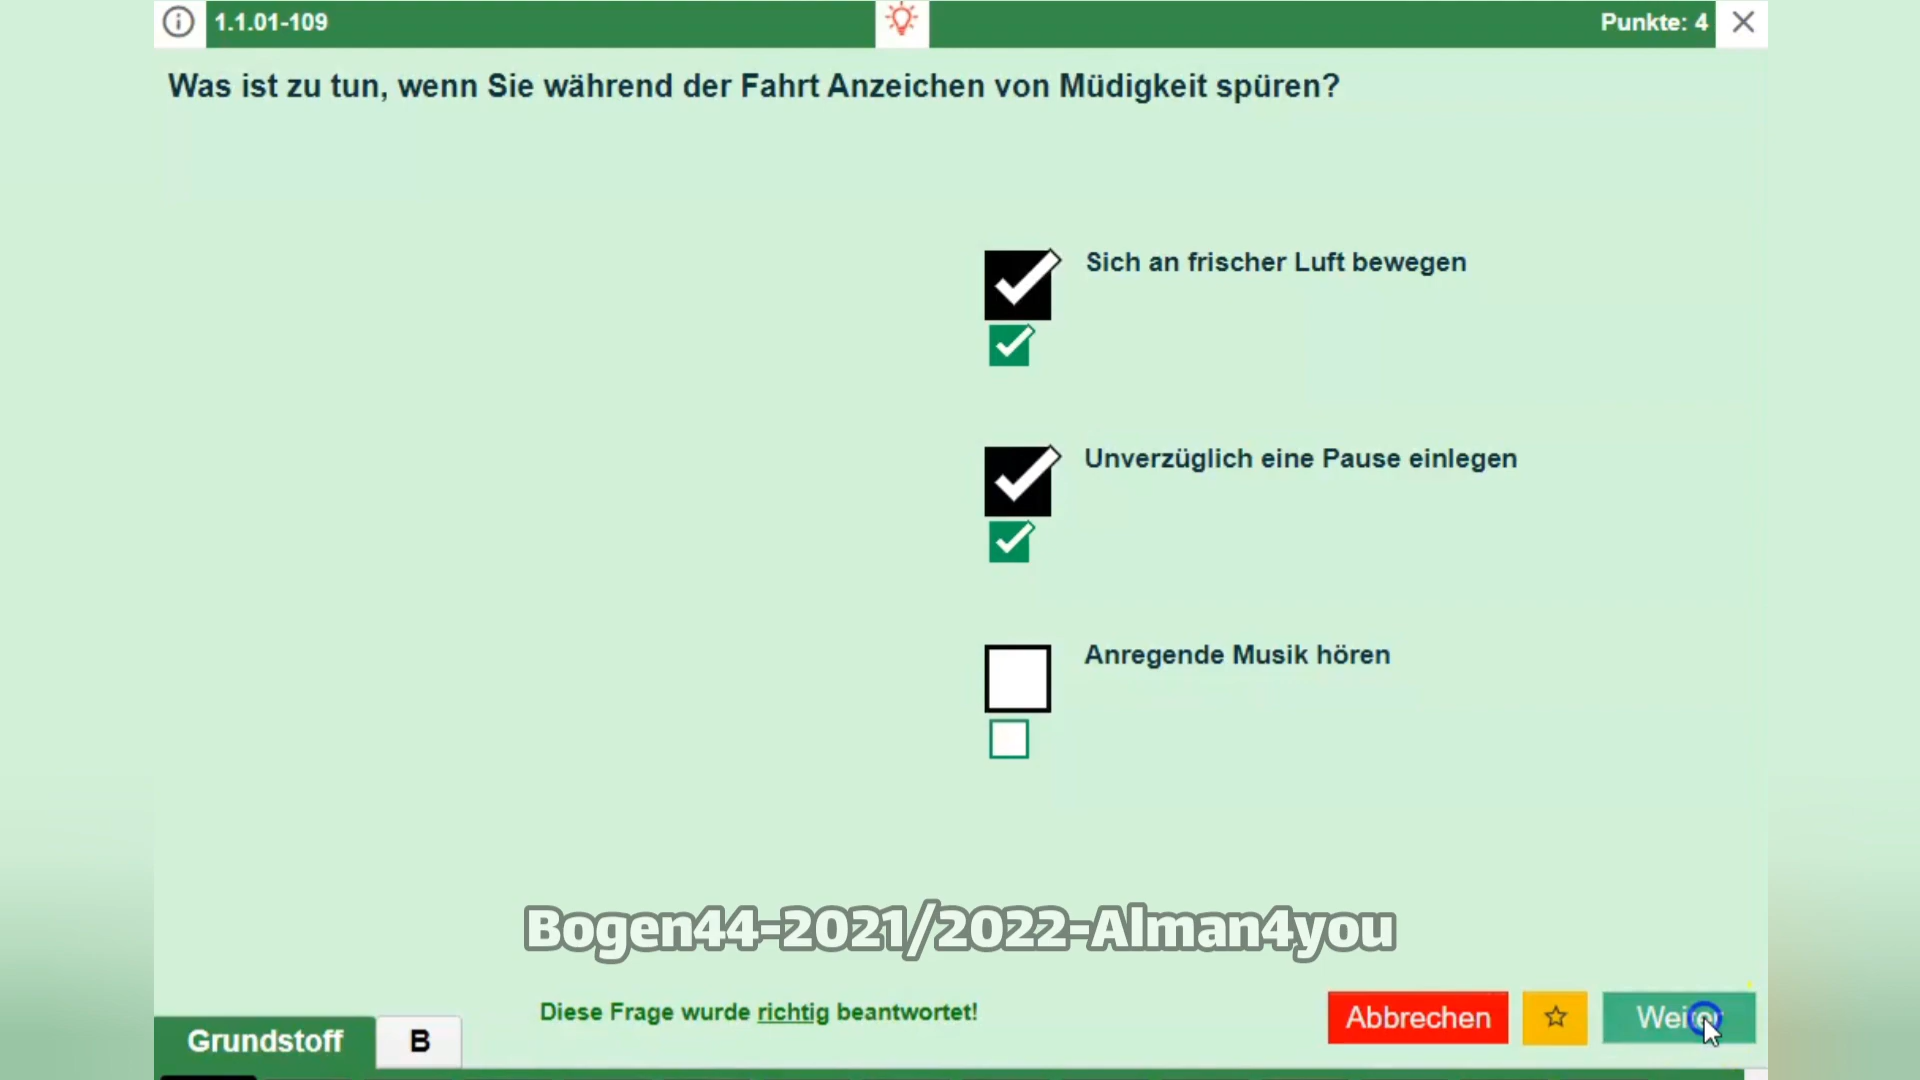 1.1.01-109
Punkte: 4
Was ist zu tun, wenn Sie während der Fahrt Anzeichen von Müdigkeit spüren?
Sich an frischer Luft bewegen
Unverzüglich eine Pause einlegen
Anregende Musik hören
Bogen44-2021/2022-Alman4you
Diese Frage wurde richtig beantwortet!
Abbrechen
Weiter
Grundstoff
B